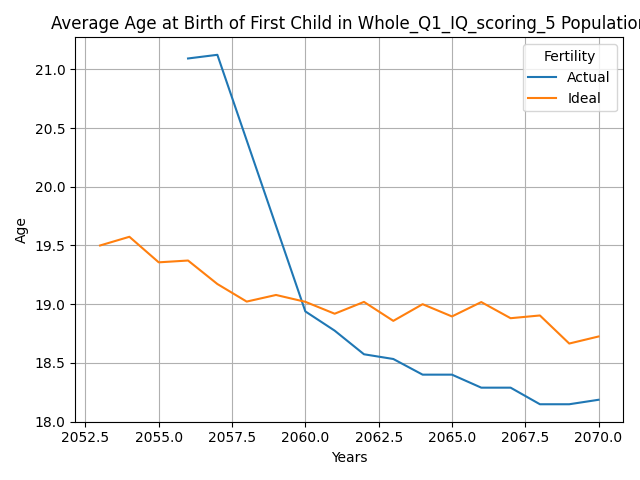 Average Age at Birth of First Child in Whole_Q1_IQ_scoring_5 Population
Fertility
Actual
Ideal
21.0
20.5
20.0
19.5
19.0
18.5
18.0
Age
2052.5 2055.0 2057.5 2060.0 2062.5 2065.0 2067.5 2070.0
Years